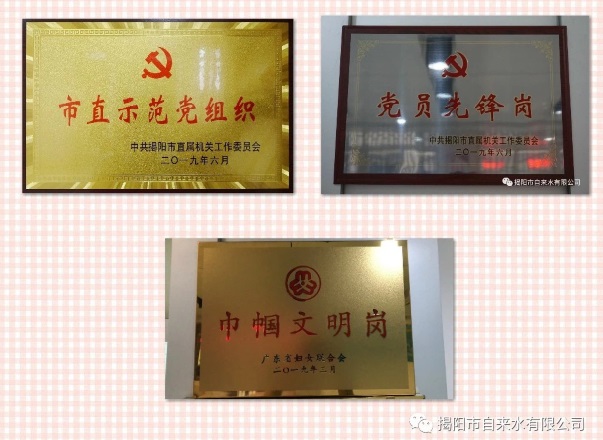 市直示范党组织
中共揭阳市直属机关工作委员会
二〇一九年六月
党员先锋岗
中共揭阳市直属机关工作委员会
二〇一九年六月
揭阳市自来水有限公司
巾帼文明岗
广东省妇女联合会
二〇一九年三月
揭阳市自来水有限公司